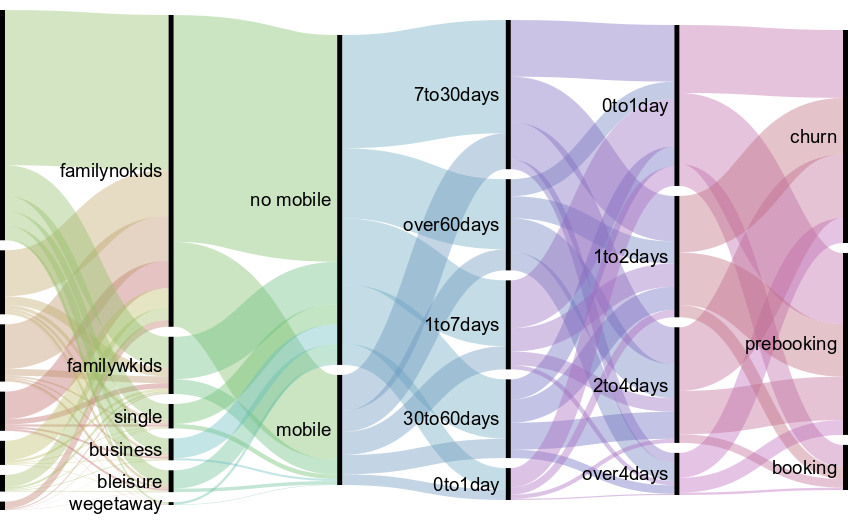 familynokids
familywkids
single
business
bleisure
wegetaway
no mobile
mobile
7to30days
over60days
1to7days
30to60days
0to1day
0to1day
1to2days
2to4days
over4days
churn
prebooking
booking